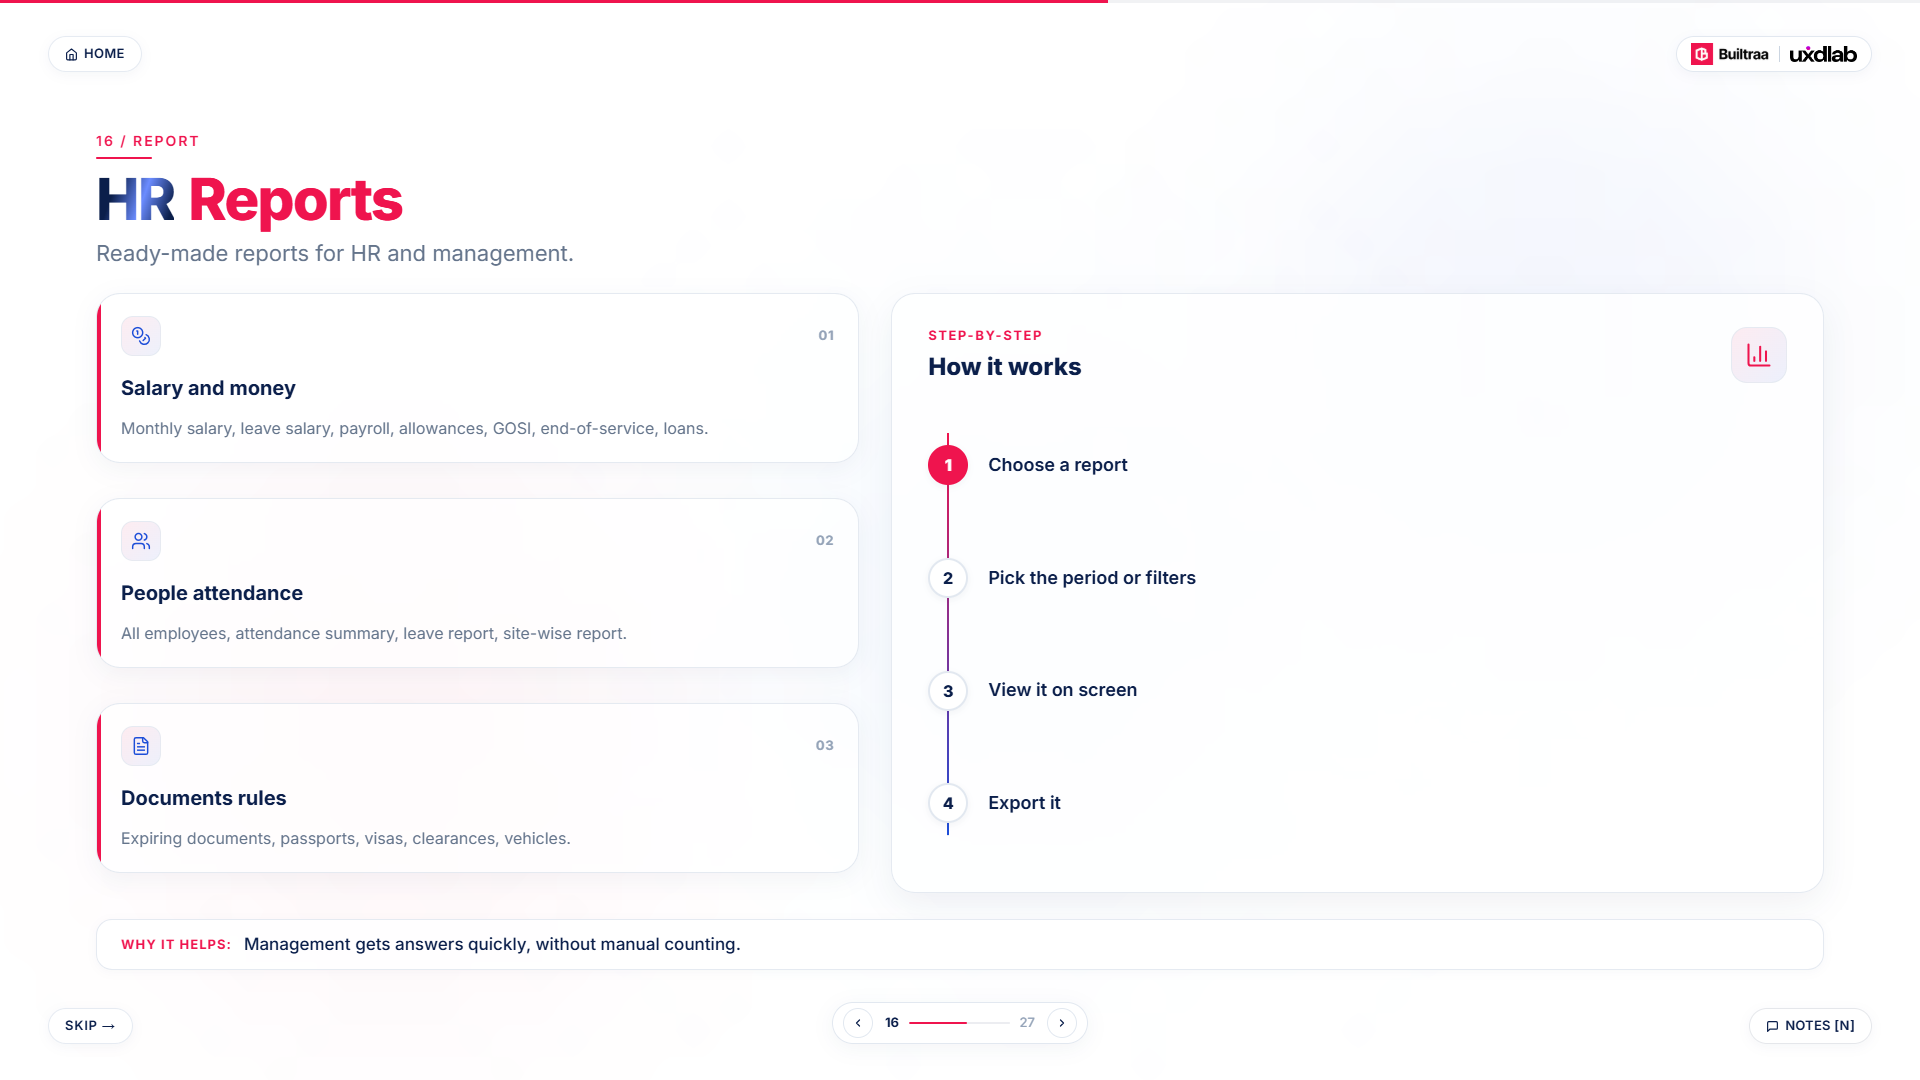 HOME
Builtraa | uxdlab
16 / REPORT
HR Reports
Ready-made reports for HR and management.
01
Salary and money
Monthly salary, leave salary, payroll, allowances, GOSI, end-of-service, loans.
02
People attendance
All employees, attendance summary, leave report, site-wise report.
03
Documents rules
Expiring documents, passports, visas, clearances, vehicles.
STEP-BY-STEP
How it works
1 Choose a report
2 Pick the period or filters
3 View it on screen
4 Export it
WHY IT HELPS: Management gets answers quickly, without manual counting.
SKIP →
16 27
NOTES [N]